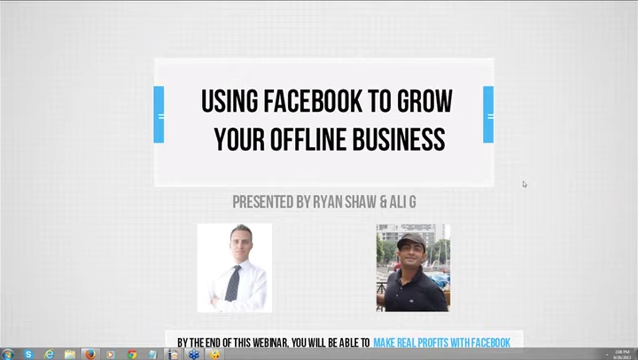 USING FACEBOOK TO GROW
YOUR OFFLINE BUSINESS
PRESENTED BY RYAN SHAW & ALI G
BY THE END OF THIS WEBINAR, YOU WILL BE ABLE TO MAKE REAL PROFITS WITH FACEBOOK